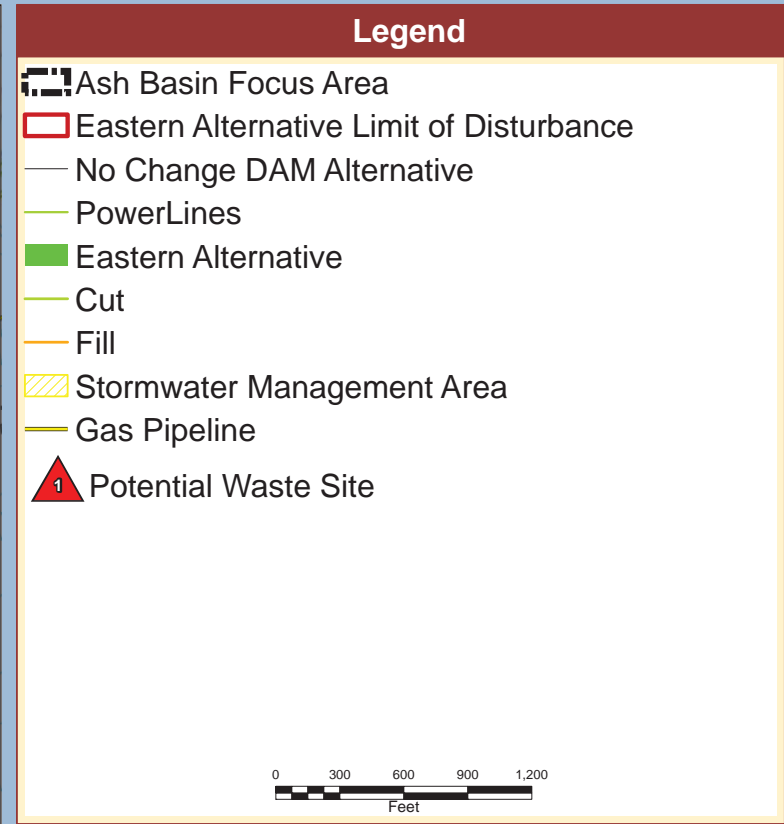 Legend
Ash Basin Focus Area
Eastern Alternative Limit of Disturbance
No Change DAM Alternative
PowerLines
Eastern Alternative
Cut
Fill
Stormwater Management Area
Gas Pipeline
1 Potential Waste Site
0 300 600 900 1,200
Feet